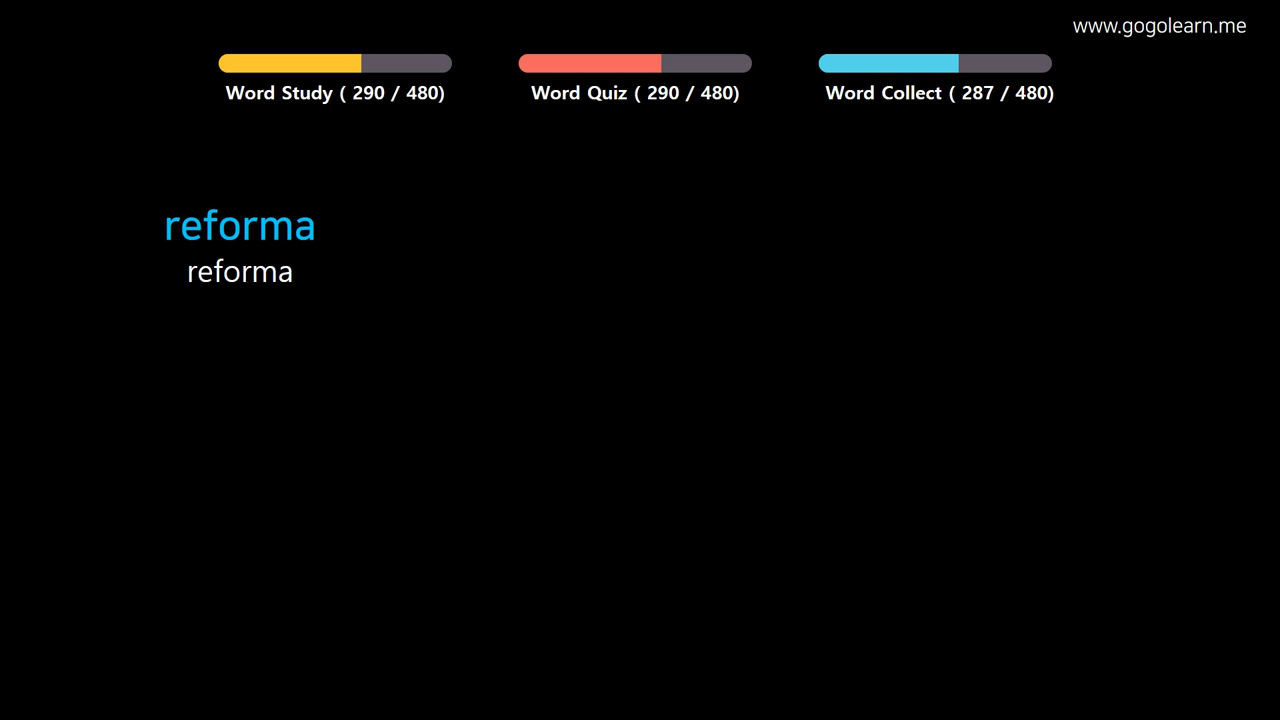 www.gogolearn.me
Word Study ( 290 / 480)
Word Quiz ( 290 / 480)
Word Collect ( 287 / 480)
reforma
reforma